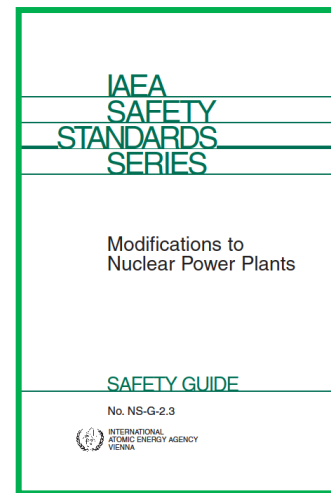 IAEA
SAFETY
STANDARDS
SERIES
Modifications to
Nuclear Power Plants
SAFETY GUIDE
No. NS-G-2.3
INTERNATIONAL
ATOMIC ENERGY AGENCY
VIENNA